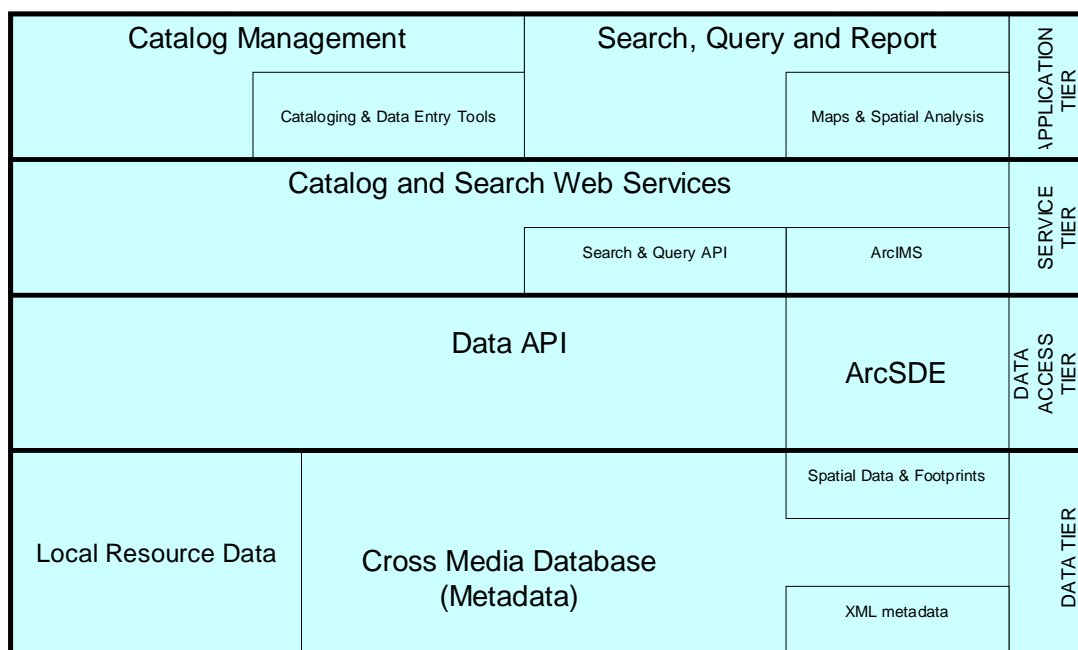 Catalog Management
Search, Query and Report
Cataloging & Data Entry Tools
Maps & Spatial Analysis
APPLICATION
TIER
Catalog and Search Web Services
Search & Query API
ArcIMS
SERVICE
TIER
Data API
ArcSDE
DATA
ACCESS
TIER
Spatial Data & Footprints
Local Resource Data
Cross Media Database
(Metadata)
XML metadata
DATA TIER